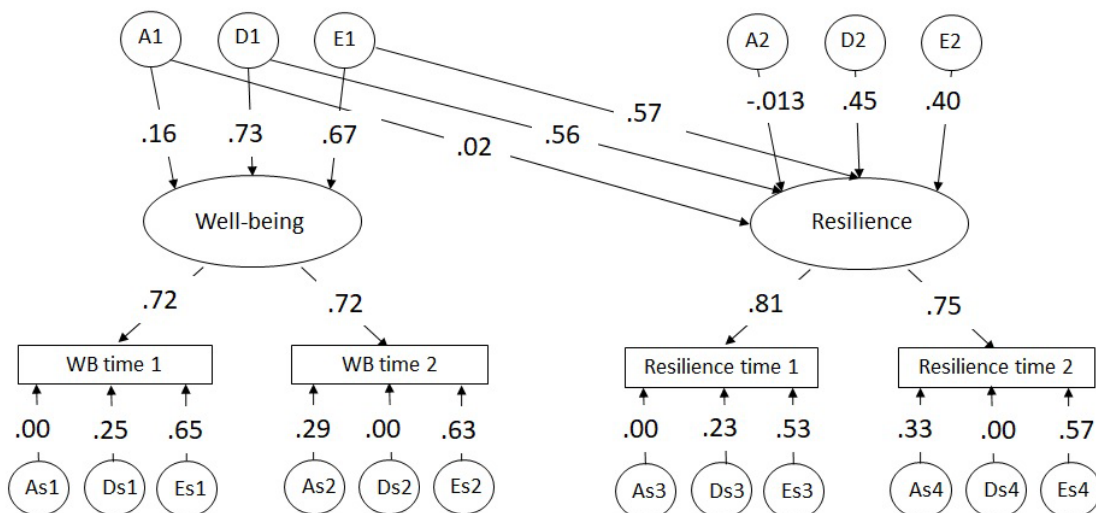 A1 D1 E1 A2 D2 E2
.16 .73 .67 .02 .56 .57 -.013 .45 .40
Well-being Resilience
.72 .72 .81 .75
WB time 1 WB time 2 Resilience time 1 Resilience time 2
.00 .25 .65 .29 .00 .63 .00 .23 .53 .33 .00 .57
As1 Ds1 Es1 As2 Ds2 Es2 As3 Ds3 Es3 As4 Ds4 Es4